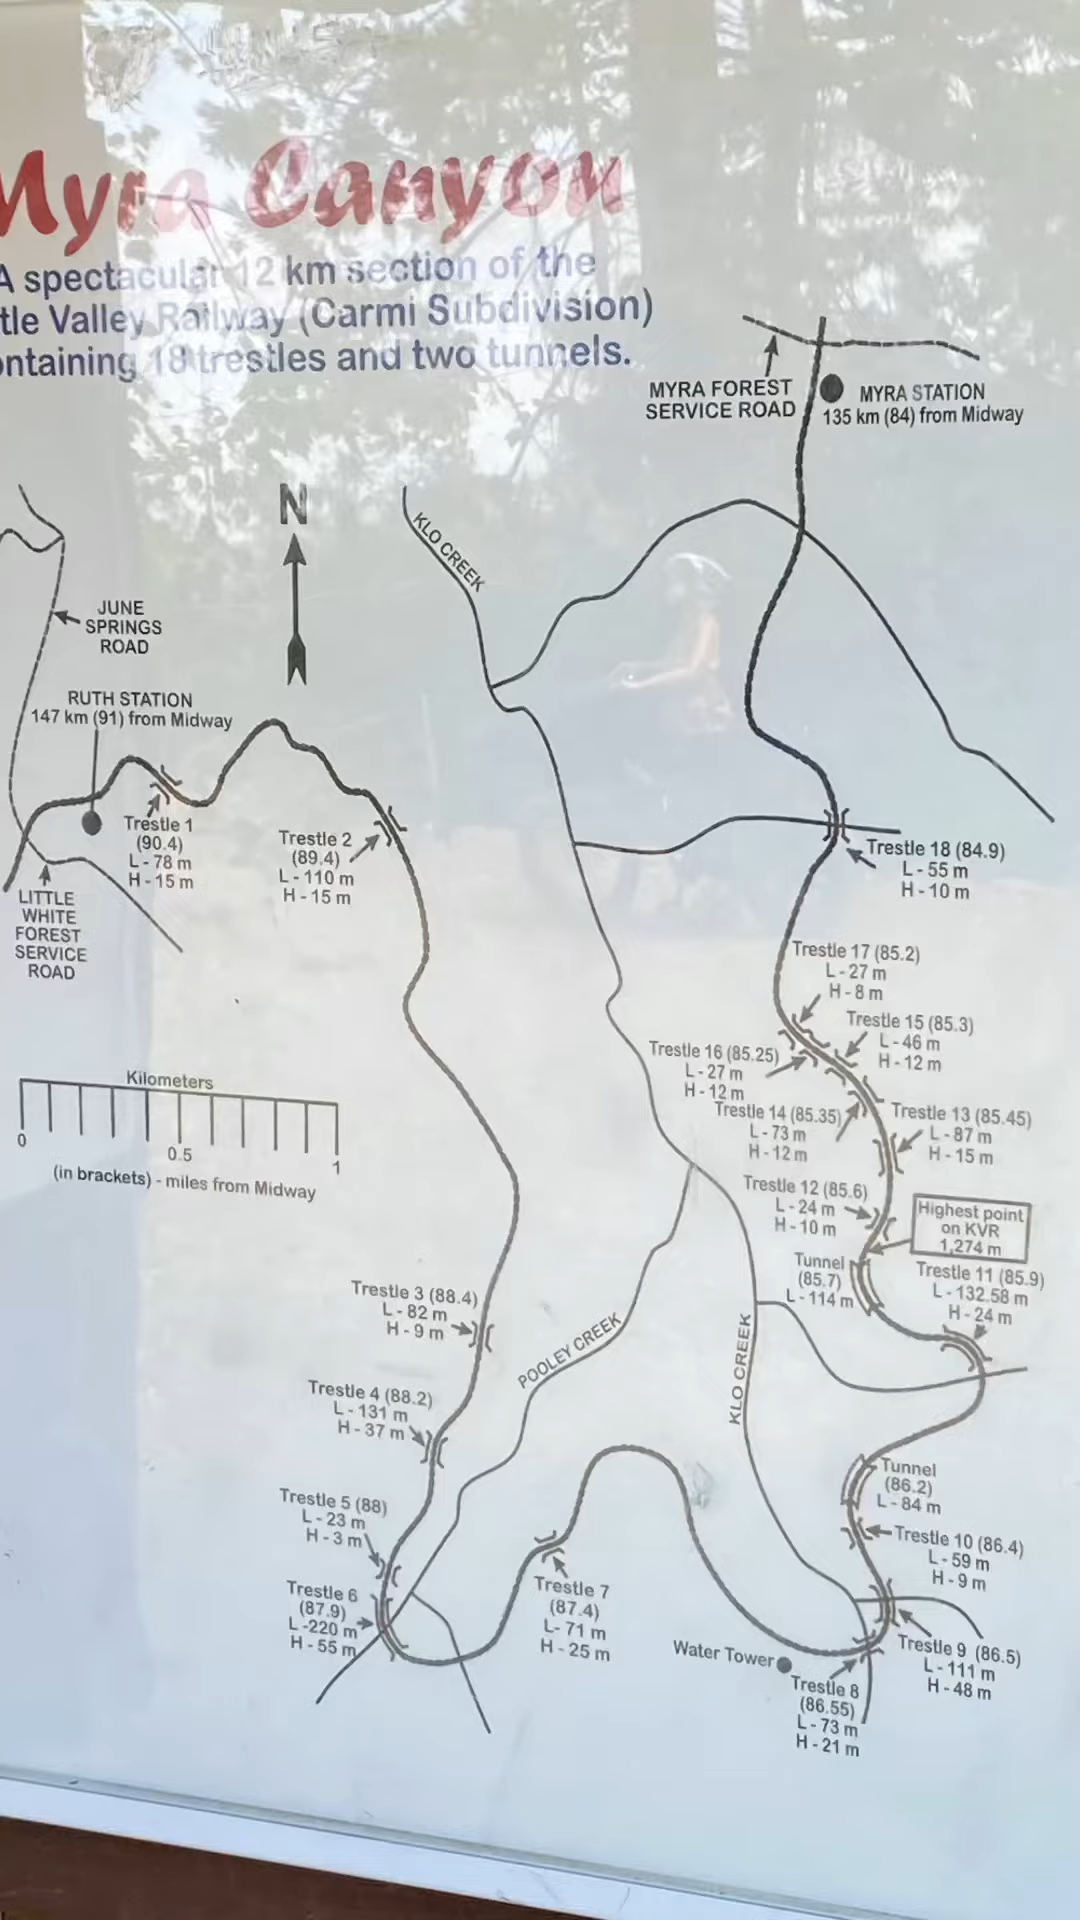 Myra Canyon
A spectacular 12 km section of the
tle Valley Railway (Carmi Subdivision)
ontaining 18 trestles and two tunnels.
MYRA FOREST
SERVICE ROAD
MYRA STATION
135 km (84) from Midway
N
KLO CREEK
JUNE
SPRINGS
ROAD
RUTH STATION
147 km (91) from Midway
Trestle 1
(90.4)
L - 78 m
H - 15 m
Trestle 2
(89.4)
L - 110 m
H - 15 m
Trestle 18 (84.9)
L - 55 m
H - 10 m
LITTLE
WHITE
FOREST
SERVICE
ROAD
Trestle 17 (85.2)
L - 27 m
H - 8 m
Trestle 15 (85.3)
L - 46 m
H - 12 m
Trestle 16 (85.25)
L - 27 m
H - 12 m
Kilometers
0
0.5
1
(in brackets) - miles from Midway
Trestle 14 (85.35)
L - 73 m
H - 12 m
Trestle 13 (85.45)
L - 87 m
H - 15 m
Trestle 12 (85.6)
L - 24 m
H - 10 m
Highest point
on KVR
1,274 m
Tunnel
(85.7)
L - 114 m
Trestle 11 (85.9)
L - 132.58 m
H - 24 m
Trestle 3 (88.4)
L - 82 m
H - 9 m
POOLEY CREEK
KLO CREEK
Trestle 4 (88.2)
L - 131 m
H - 37 m
Tunnel
(86.2)
L - 84 m
Trestle 5 (88)
L - 23 m
H - 3 m
Trestle 10 (86.4)
L - 59 m
H - 9 m
Trestle 6
(87.9)
L -220 m
H - 55 m
Trestle 7
(87.4)
L- 71 m
H - 25 m
Water Tower
Trestle 9 (86.5)
L - 111 m
H - 48 m
Trestle 8
(86.55)
L - 73 m
H - 21 m